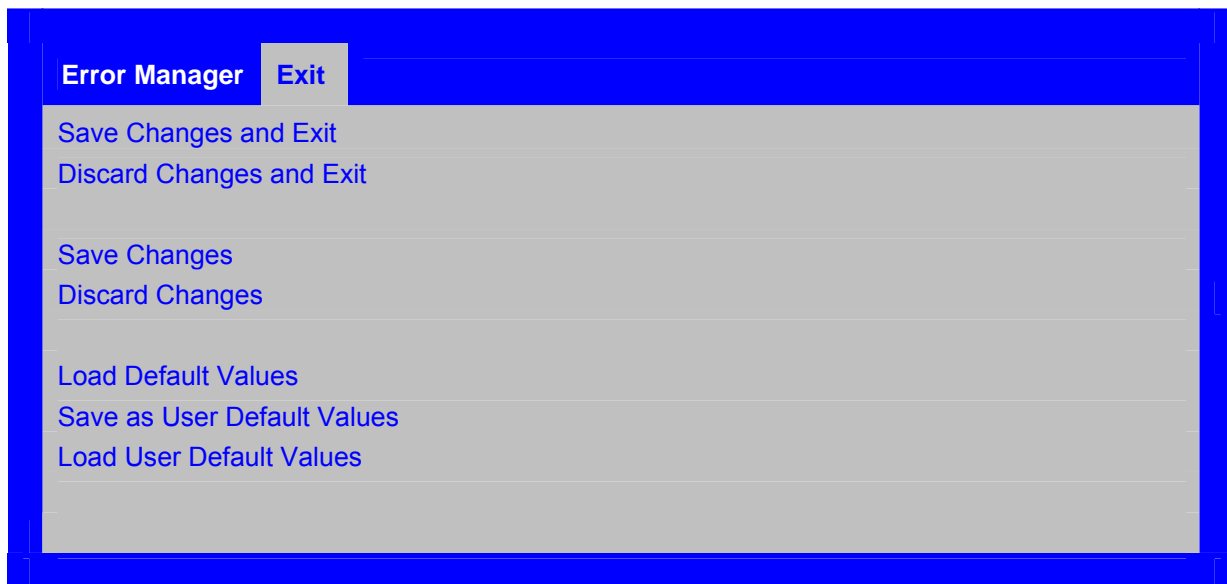 Error Manager Exit
Save Changes and Exit
Discard Changes and Exit
Save Changes
Discard Changes
Load Default Values
Save as User Default Values
Load User Default Values